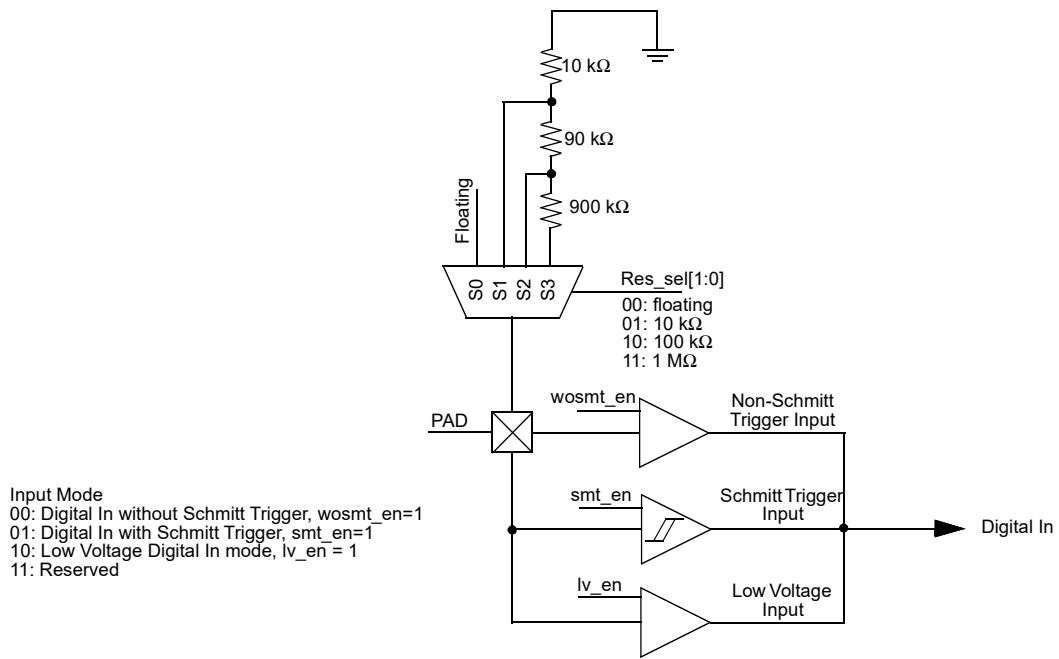 10 kΩ
90 kΩ
900 kΩ
Floating
S0
S1
S2
S3
Res_sel[1:0]
00: floating
01: 10 kΩ
10: 100 kΩ
11: 1 MΩ
PAD
wosmt_en
Non-Schmitt
Trigger Input
smt_en
Schmitt Trigger
Input
Digital In
lv_en
Low Voltage
Input
Input Mode
00: Digital In without Schmitt Trigger, wosmt_en=1
01: Digital In with Schmitt Trigger, smt_en=1
10: Low Voltage Digital In mode, lv_en = 1
11: Reserved